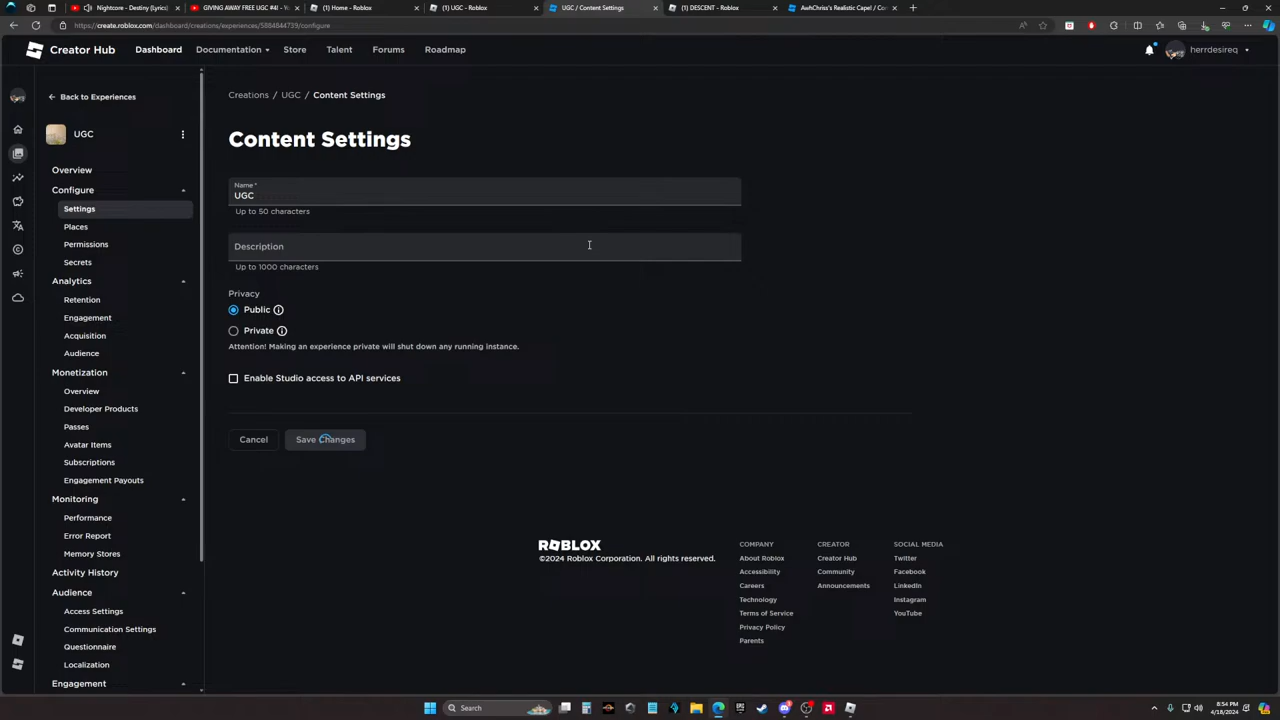 Nightcore - Destiny (Lyrics)
GIVING AWAY FREE UGC #4!
(1) Home - Roblox
(1) UGC - Roblox
UGC / Content Settings
(1) DESCENT - Roblox
AwhChriss's Realistic Capel / Co
https://create.roblox.com/dashboard/creations/experiences/5884844739/configure
Creator Hub
Dashboard
Documentation
Store
Talent
Forums
Roadmap
herrdesireq
Back to Experiences
UGC
Overview
Configure
Settings
Places
Permissions
Secrets
Analytics
Retention
Engagement
Acquisition
Audience
Monetization
Overview
Developer Products
Passes
Avatar Items
Subscriptions
Engagement Payouts
Monitoring
Performance
Error Report
Memory Stores
Activity History
Audience
Access Settings
Communication Settings
Questionnaire
Localization
Engagement
Creations / UGC / Content Settings
Content Settings
Name *
UGC
Up to 50 characters
Description
Up to 1000 characters
Privacy
Public
Private
Attention! Making an experience private will shut down any running instance.
Enable Studio access to API services
Cancel
Save Changes
ROBLOX
©2024 Roblox Corporation. All rights reserved.
COMPANY
About Roblox
Accessibility
Careers
Technology
Terms of Service
Privacy Policy
Parents
CREATOR
Creator Hub
Community
Announcements
SOCIAL MEDIA
Twitter
Facebook
LinkedIn
Instagram
YouTube
Search
8:54 PM
4/18/2024